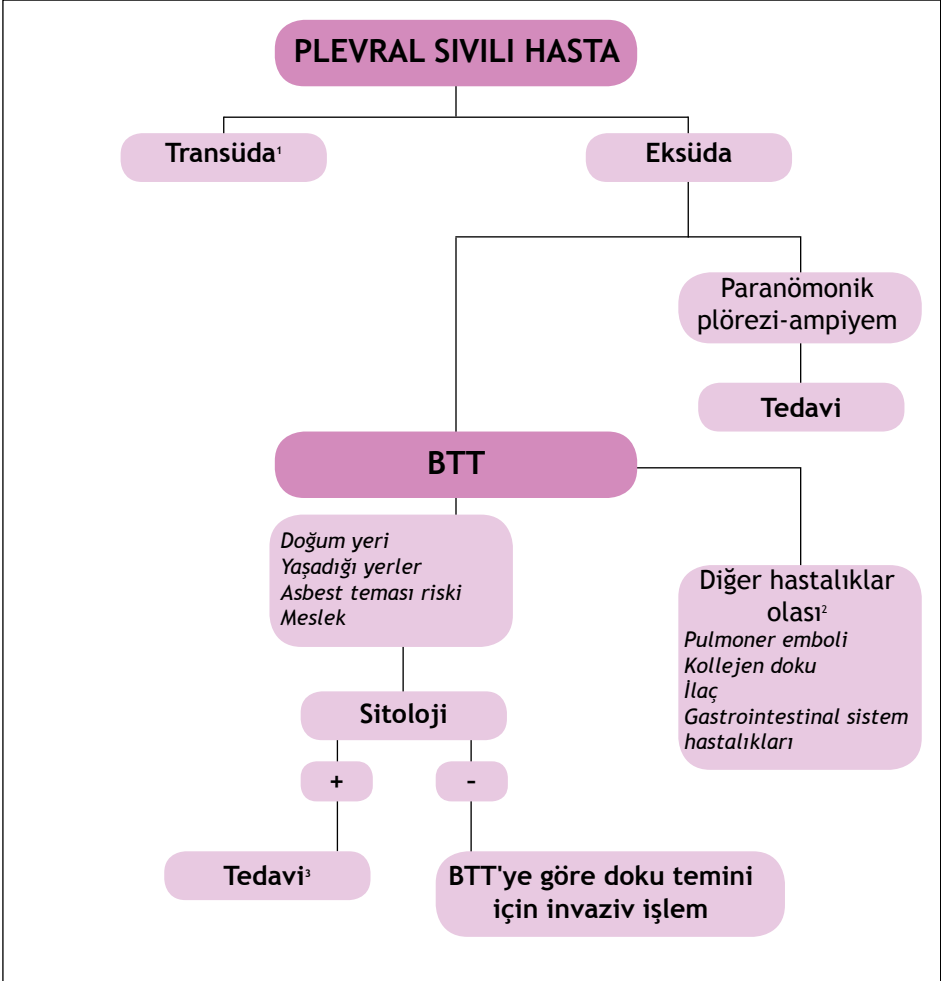 PLEVRAL SIVILI HASTA
Transüda¹
Eksüda
Paranömonik
plörezi-ampiyem
Tedavi
BTT
Doğum yeri
Yaşadığı yerler
Asbest teması riski
Meslek
Diğer hastalıklar
olası²
Pulmoner emboli
Kollejen doku
İlaç
Gastrointestinal sistem
hastalıkları
Sitoloji
+
-
Tedavi³
BTT'ye göre doku temini
için invaziv işlem